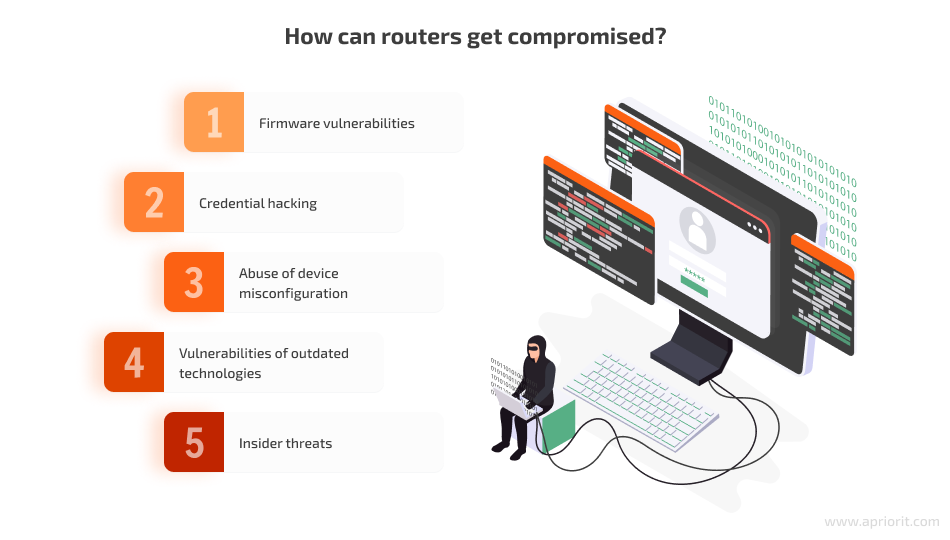 How can routers get compromised?
1
Firmware vulnerabilities
2
Credential hacking
3
Abuse of device
misconfiguration
4
Vulnerabilities of outdated
technologies
5
Insider threats
*****
www.apriorit.com